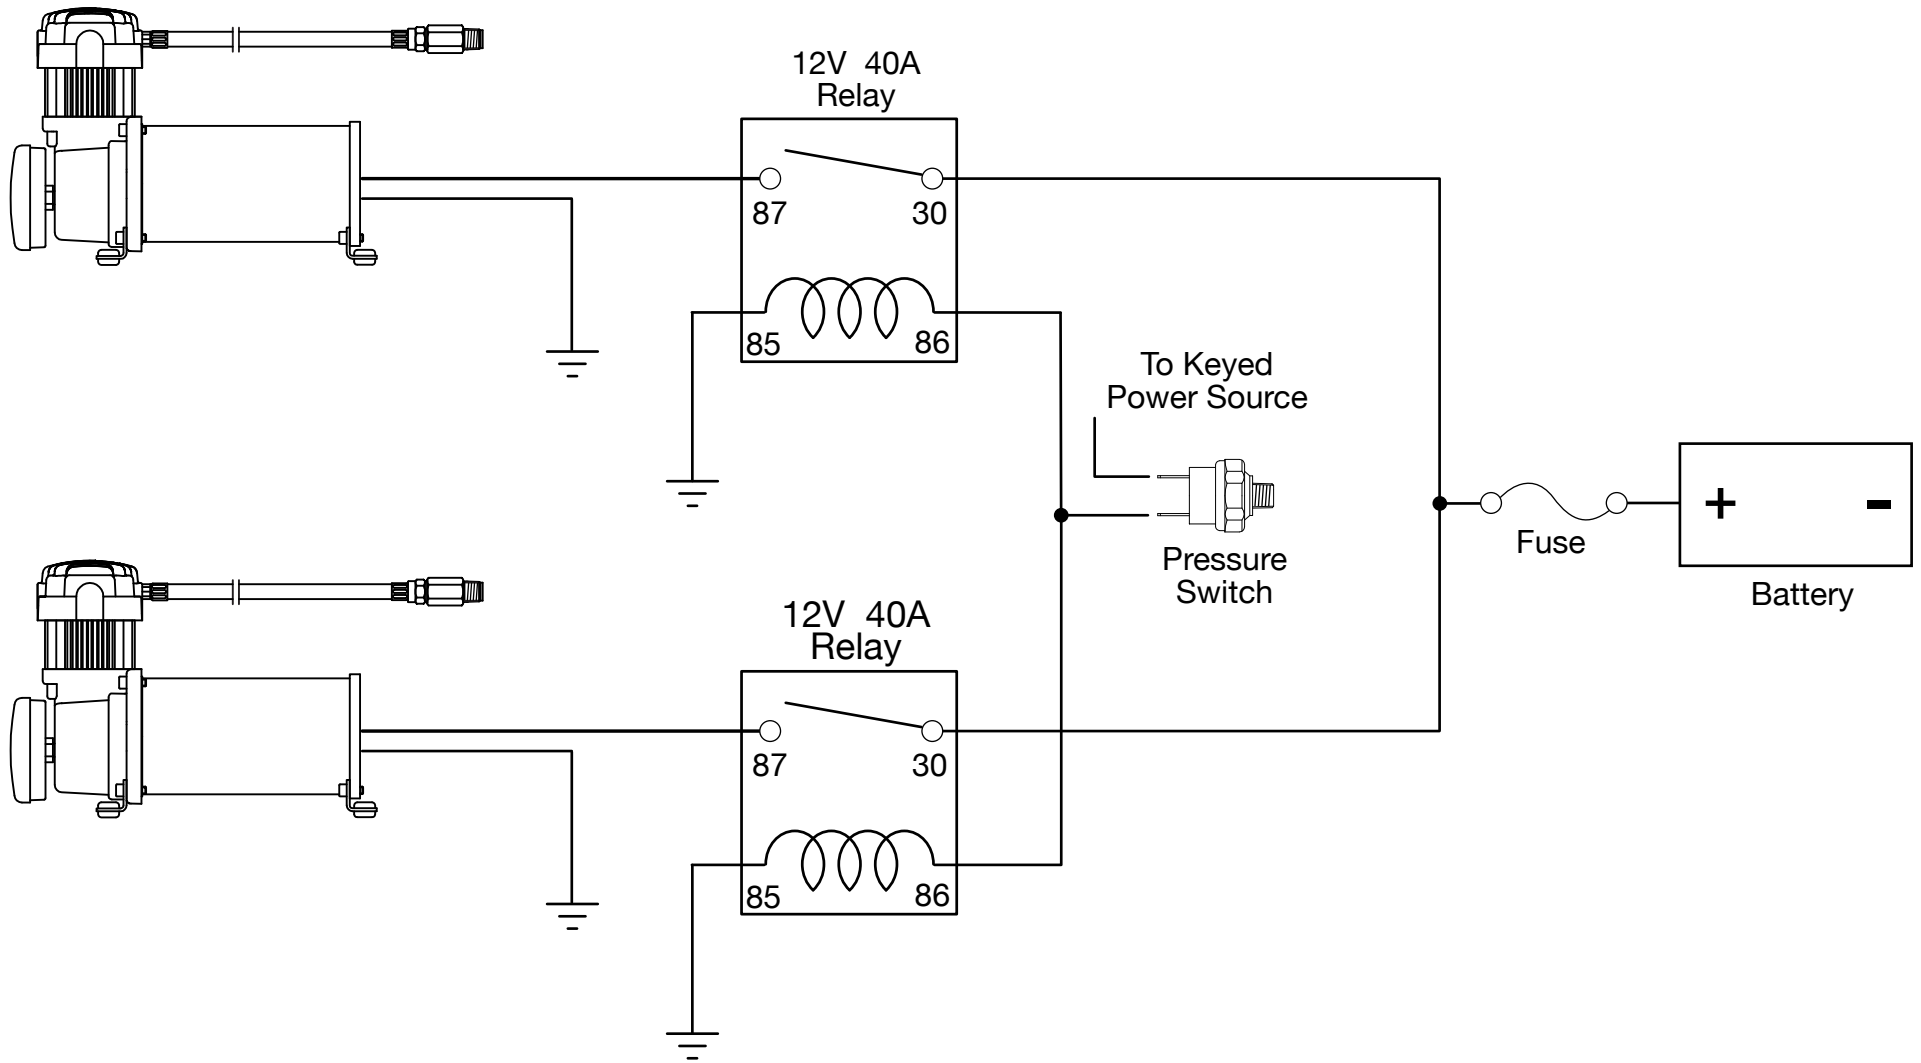 12V 40A
Relay
87
30
85
86
To Keyed
Power Source
Pressure
Switch
Fuse
+
-
Battery
12V 40A
Relay
87
30
85
86